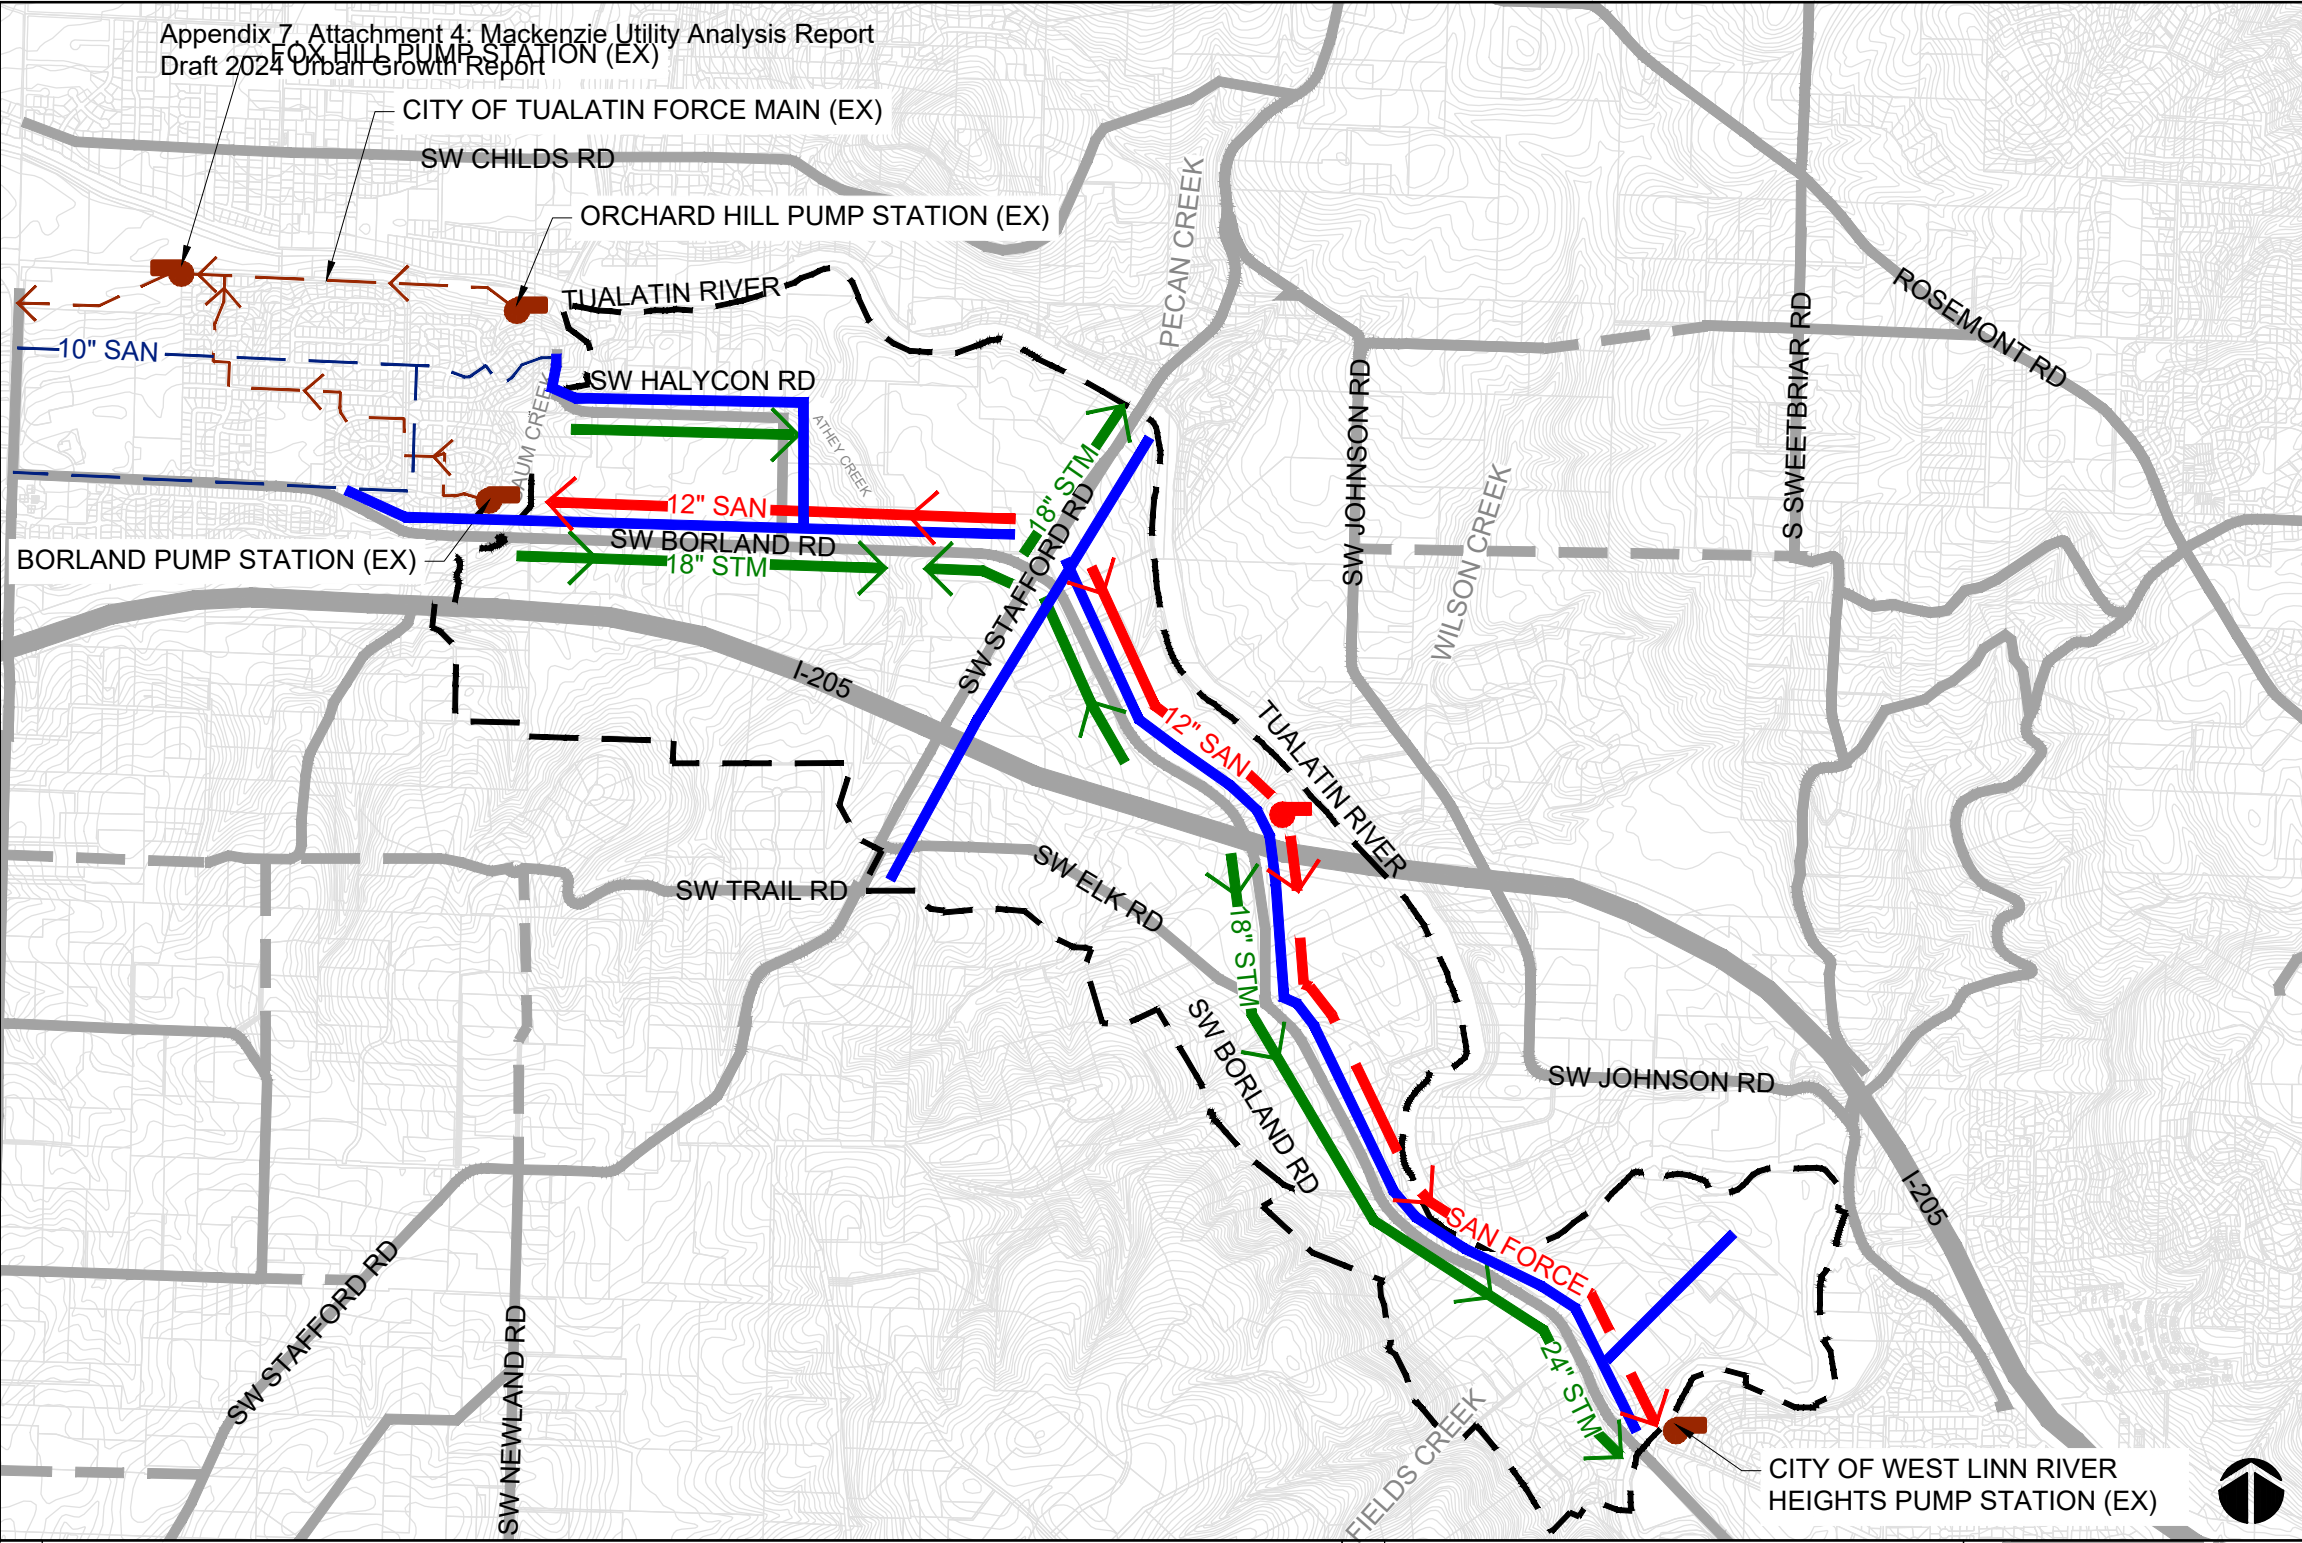 Appendix 7, Attachment 4: Mackenzie Utility Analysis Report
FOX HILL PUMP STATION (EX)
Draft 2024 Urban Growth Report
CITY OF TUALATIN FORCE MAIN (EX)
SW CHILDS RD
ORCHARD HILL PUMP STATION (EX)
PECAN CREEK
TUALATIN RIVER
ROSEMONT RD
S SWEETBRIAR RD
10" SAN
SW HALYCON RD
SW JOHNSON RD
AUM CREEK
ATHEY CREEK
18" STM
SW STAFFORD RD
WILSON CREEK
12" SAN
SW BORLAND RD
18" STM
BORLAND PUMP STATION (EX)
I-205
12" SAN
TUALATIN RIVER
SW ELK RD
SW TRAIL RD
18" STM
SW BORLAND RD
SW JOHNSON RD
I-205
SAN FORCE
SW STAFFORD RD
SW NEWLAND RD
24" STM
FIELDS CREEK
CITY OF WEST LINN RIVER
HEIGHTS PUMP STATION (EX)